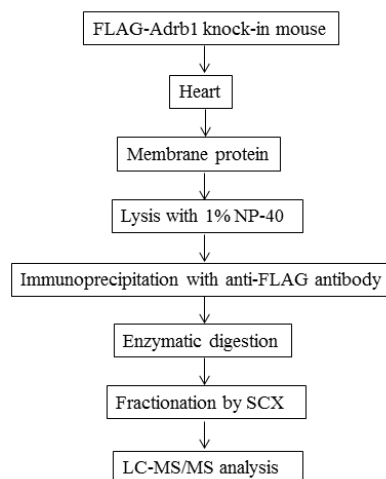 FLAG-Adrb1 knock-in mouse
Heart
Membrane protein
Lysis with 1% NP-40
Immunoprecipitation with anti-FLAG antibody
Enzymatic digestion
Fractionation by SCX
LC-MS/MS analysis